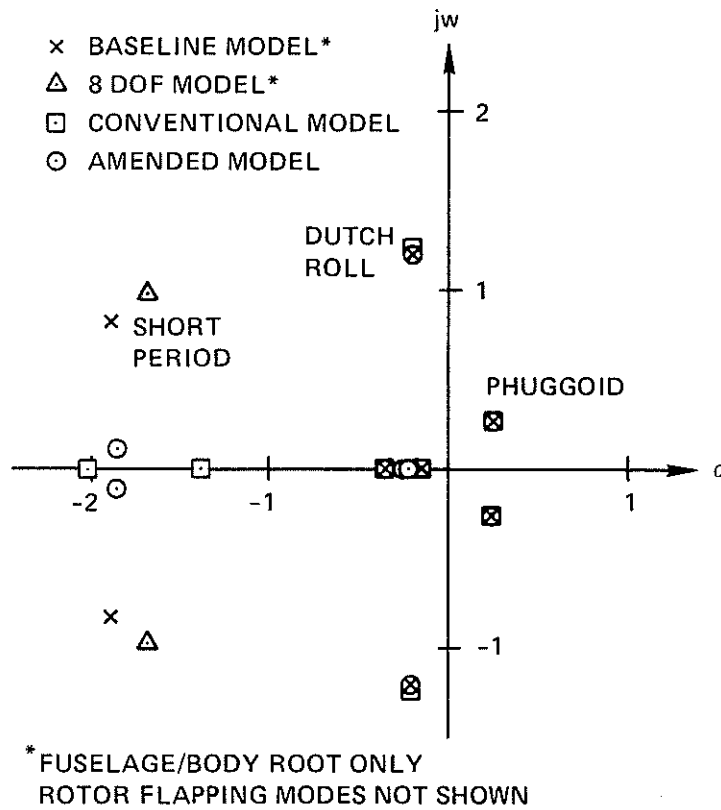 jw
× BASELINE MODEL*
△ 8 DOF MODEL*
⊡ CONVENTIONAL MODEL
⊙ AMENDED MODEL
2
DUTCH
ROLL
1
SHORT
PERIOD
PHUGGOID
-2
-1
1
σ
-1
*FUSELAGE/BODY ROOT ONLY
ROTOR FLAPPING MODES NOT SHOWN